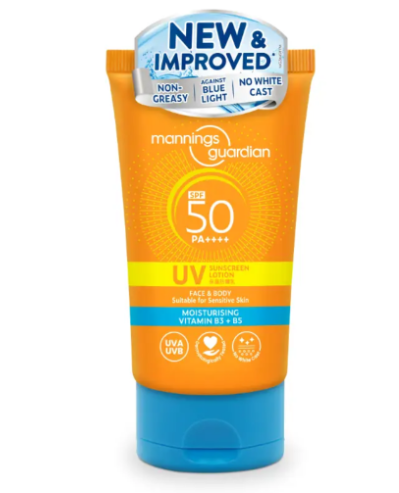 NEW &
IMPROVED*
NON-
GREASY
AGAINST
BLUE
LIGHT
NO WHITE
CAST
mannings
guardian
SPF
50
PA++++
UV
SUNSCREEN
LOTION
FACE & BODY
Suitable for Sensitive Skin
MOISTURISING
VITAMIN B3 + B5
UVA
UVB